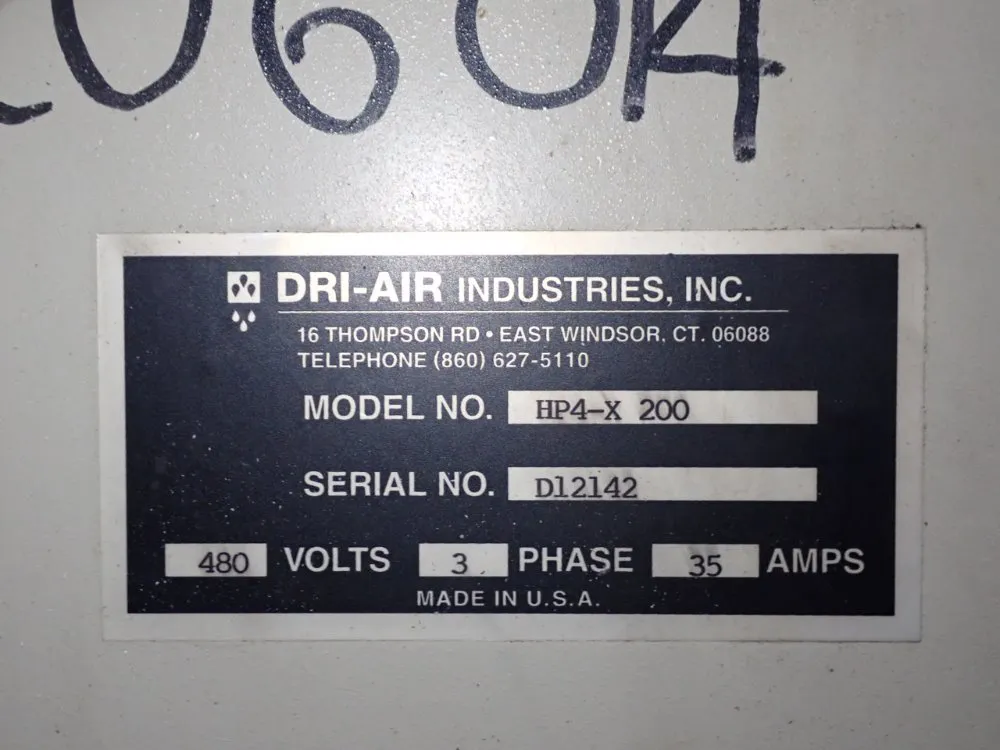 DRI-AIR INDUSTRIES, INC.
16 THOMPSON RD • EAST WINDSOR, CT. 06088
TELEPHONE (860) 627-5110
MODEL NO. HP4-X 200
SERIAL NO. D12142
480 VOLTS 3 PHASE 35 AMPS
MADE IN U.S.A.